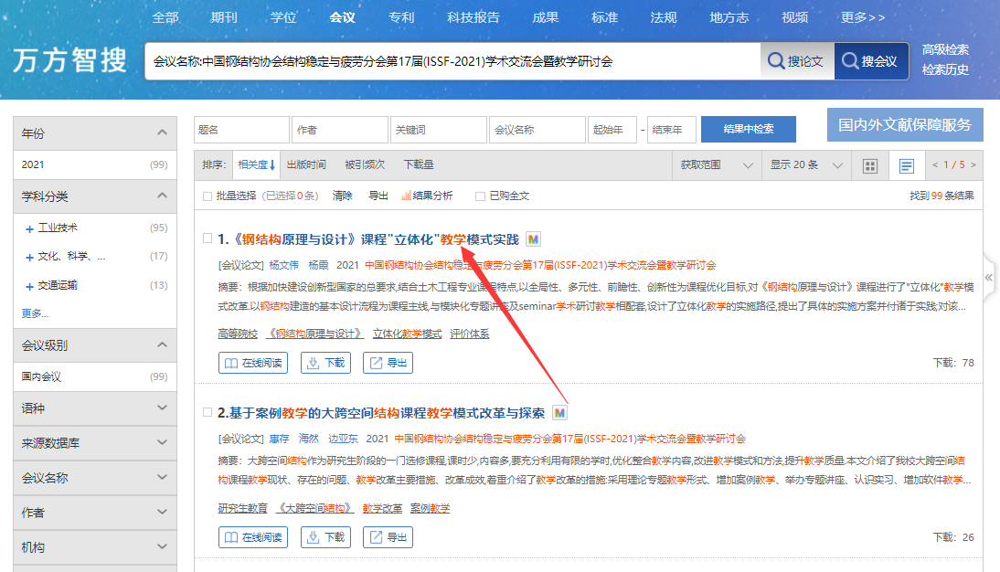 全部 期刊 学位 会议 专利 科技报告 成果 标准 法规 地方志 视频 更多>>
万方智搜
会议名称:中国钢结构协会结构稳定与疲劳分会第17届(ISSF-2021)学术交流会暨教学研讨会
搜论文 搜会议
高级检索
检索历史
年份
2021 (99)
学科分类
+ 工业技术 (95)
+ 文化、科学、... (17)
+ 交通运输 (13)
更多...
会议级别
国内会议 (99)
语种
来源数据库
会议名称
作者
机构
题名 作者 关键词 会议名称 起始年 - 结束年 结果中检索 国内外文献保障服务
排序: 相关度 出版时间 被引频次 下载量 获取范围 显示 20 条 < 1 / 5 >
批量选择 (已选择0 条) 清除 导出 结果分析 已购全文 找到 99 条结果
1.《钢结构原理与设计》课程"立体化"教学模式实践 M
[会议论文] 杨文伟 杨霞 2021 中国钢结构协会结构稳定与疲劳分会第17届(ISSF-2021)学术交流会暨教学研讨会
摘要：根据加快建设创新型国家的总要求,结合土木工程专业课程特点,以全局性、多元性、前瞻性、创新性为课程优化目标,对《钢结构原理与设计》课程进行了"立体化"教学模
式改革.以钢结构建造的基本设计流程为课程主线,与模块化专题讲座及seminar学术研讨教学相配套,设计了立体化教学的实施路径,提出了具体的实施方案并付诸于实践;对该...
高等院校 《钢结构原理与设计》 立体化教学模式 评价体系
在线阅读 下载 导出 下载：78
2.基于案例教学的大跨空间结构课程教学模式改革与探索 M
[会议论文] 惠存 海然 边亚东 2021 中国钢结构协会结构稳定与疲劳分会第17届(ISSF-2021)学术交流会暨教学研讨会
摘要：大跨空间结构作为研究生阶段的一门选修课程,课时少,内容多,要充分利用有限的学时,优化整合教学内容,改进教学模式和方法,提升教学质量.本文介绍了我校大跨空间结
构课程教学现状、存在的问题、教学改革主要措施、改革成效,着重介绍了教学改革的措施:采用理论专题教学形式、增加案例教学、举办专题讲座、认识实习、增加软件教学...
研究生教育 《大跨空间结构》 教学改革 案例教学
在线阅读 下载 导出 下载：26